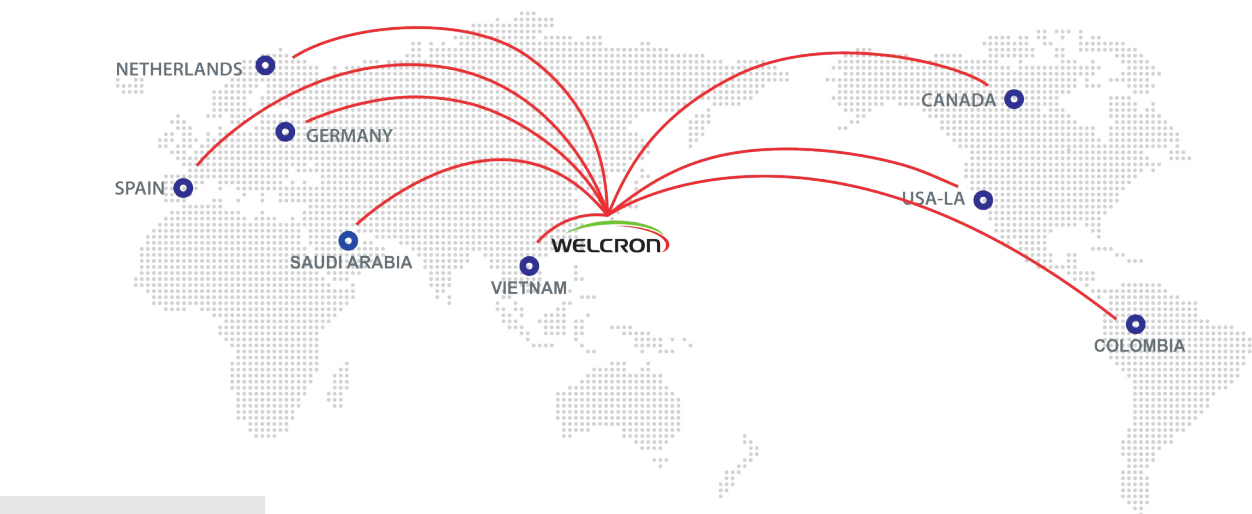 NETHERLANDS
CANADA
GERMANY
SPAIN
USA-LA
WELCRON
SAUDI ARABIA
VIETNAM
COLOMBIA